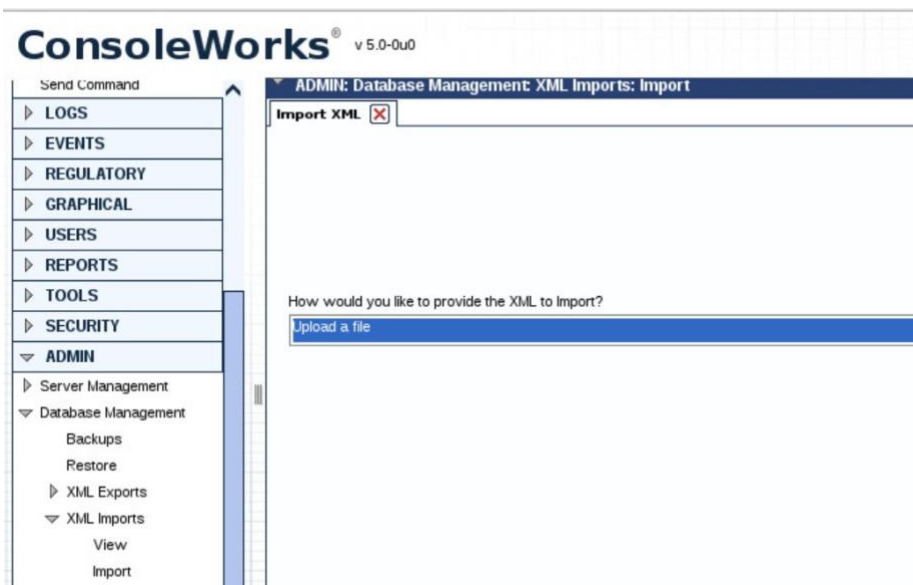 ConsoleWorks® v 5.0-0u0
Send Command
LOGS
EVENTS
REGULATORY
GRAPHICAL
USERS
REPORTS
TOOLS
SECURITY
ADMIN
Server Management
Database Management
Backups
Restore
XML Exports
XML Imports
View
Import
ADMIN: Database Management: XML Imports: Import
Import XML
How would you like to provide the XML to Import?
Upload a file